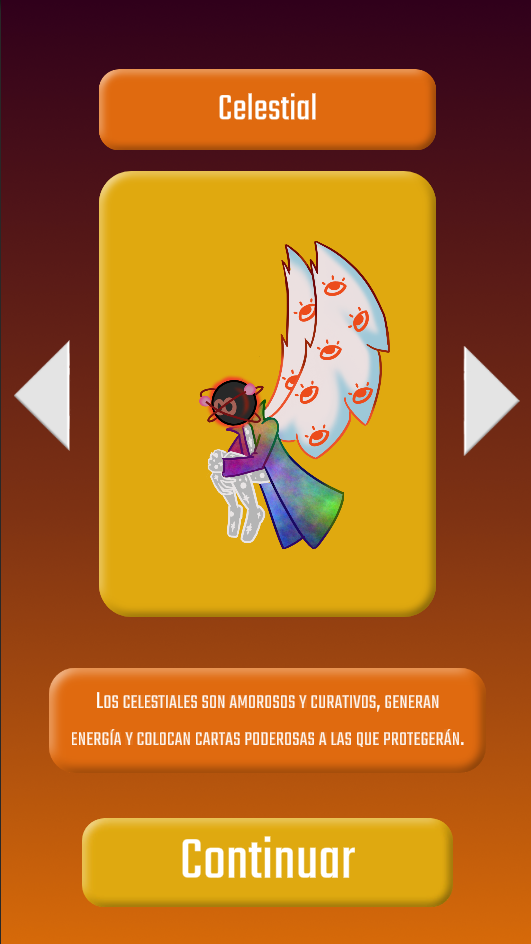 Celestial
Los celestiales son amorosos y curativos, generan
energía y colocan cartas poderosas a las que protegerán.
Continuar